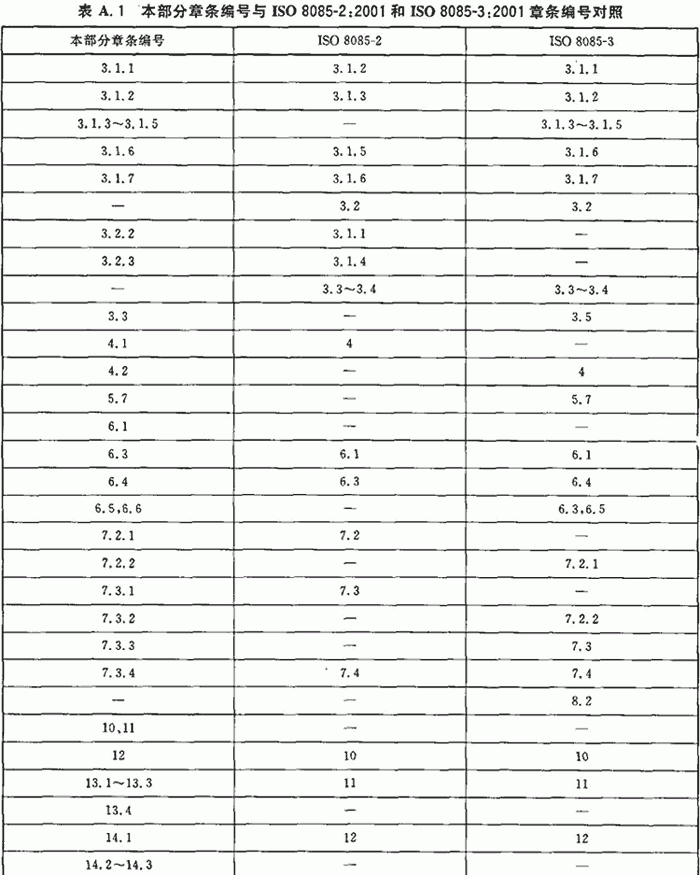 表 A.1 本部分章条编号与 ISO 8085-2:2001 和 ISO 8085-3:2001 章条编号对照
本部分章条编号 ISO 8085-2 ISO 8085-3
3.1.1 3.1.2 3.1.1
3.1.2 3.1.3 3.1.2
3.1.3~3.1.5 — 3.1.3~3.1.5
3.1.6 3.1.5 3.1.6
3.1.7 3.1.6 3.1.7
— 3.2 3.2
3.2.2 3.1.1 —
3.2.3 3.1.4 —
— 3.3~3.4 3.3~3.4
3.3 — 3.5
4.1 4 —
4.2 — 4
5.7 — 5.7
6.1 — —
6.3 6.1 6.1
6.4 6.3 6.4
6.5,6.6 — 6.3,6.5
7.2.1 7.2 —
7.2.2 — 7.2.1
7.3.1 7.3 —
7.3.2 — 7.2.2
7.3.3 — 7.3
7.3.4 7.4 7.4
— — 8.2
10、11 — —
12 10 10
13.1~13.3 11 11
13.4 — —
14.1 12 12
14.2~14.3 — —